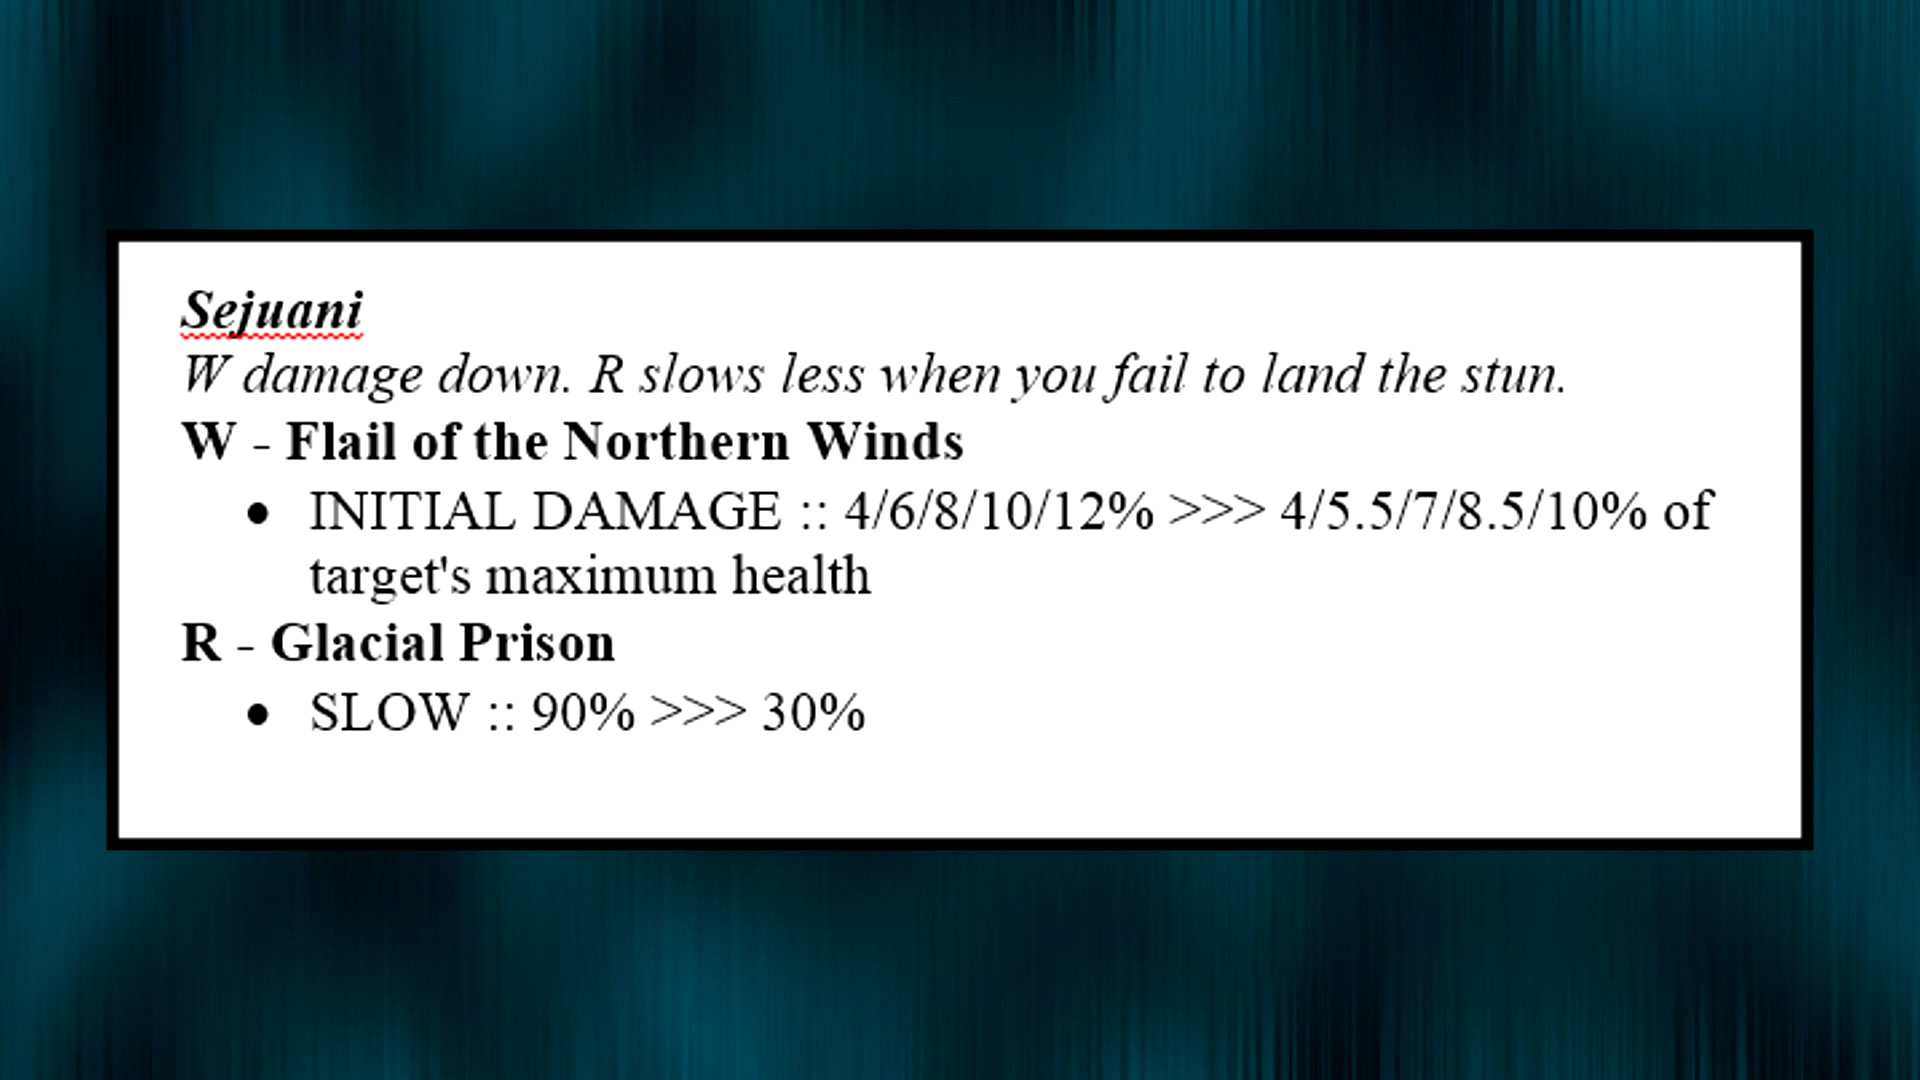 Sejuani
W damage down. R slows less when you fail to land the stun.
W - Flail of the Northern Winds
• INITIAL DAMAGE :: 4/6/8/10/12% >>> 4/5.5/7/8.5/10% of
target's maximum health
R - Glacial Prison
• SLOW :: 90% >>> 30%